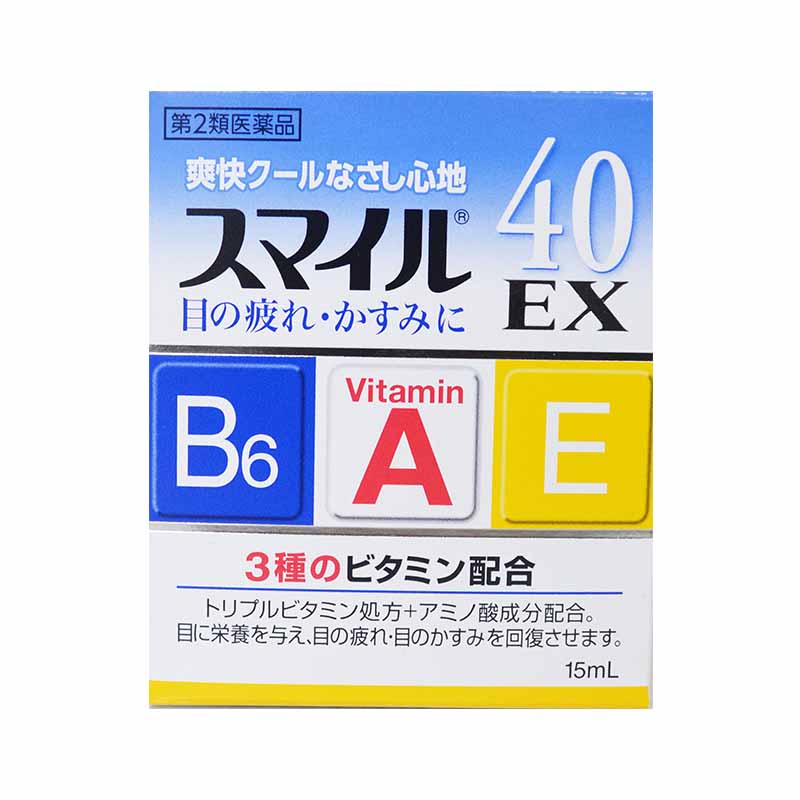 第2類医薬品
爽快クールなさし心地
スマイル® 40
EX
目の疲れ・かすみに
B6
Vitamin
A
E
3種のビタミン配合
トリプルビタミン処方+アミノ酸成分配合。
目に栄養を与え、目の疲れ・目のかすみを回復させます。
15mL